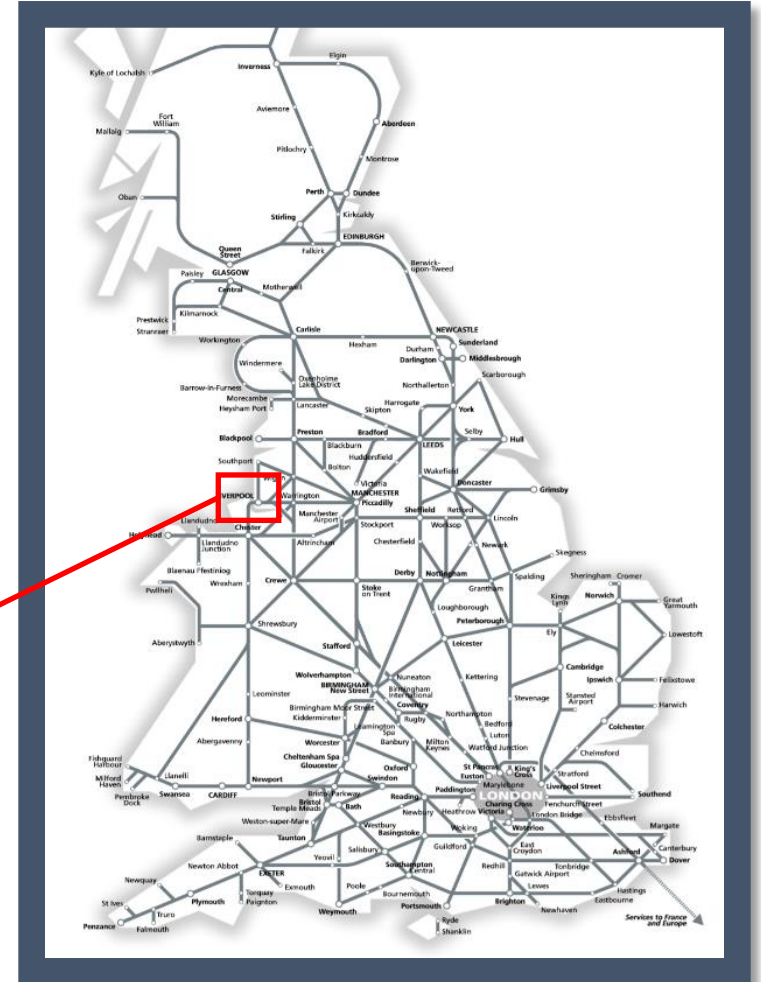 Elgin
Inverness
Kyle of Lochalsh
Aviemore
Fort
William
Aberdeen
Mallaig
Pitlochry
Montrose
Perth
Dundee
Oban
Stirling
Kirkcaldy
EDINBURGH
Queen
Street
Falkirk
Berwick-
upon-Tweed
Paisley
GLASGOW
Central
Motherwell
Prestwick
Kilmarnock
Stranraer
Carlisle
NEWCASTLE
Workington
Hexham
Sunderland
Durham
Darlington
Middlesbrough
Windermere
Scarborough
Oxenholme
Lake District
Barrow-in-Furness
Northallerton
Morecambe
Lancaster
Harrogate
Heysham Port
Skipton
York
Blackpool
Preston
Bradford
Selby
Hull
Blackburn
LEEDS
Southport
Huddersfield
Bolton
Wakefield
Wigan
Victoria
Doncaster
VERPOOL
Warrington
MANCHESTER
Piccadilly
Grimsby
Manchester
Airport
Sheffield
Retford
Llandudno
Lincoln
Chester
Stockport
Worksop
Holyhead
Llandudno
Junction
Altrincham
Chesterfield
Newark
Skegness
Blaenau Ffestiniog
Derby
Nottingham
Spalding
Sheringham
Cromer
Pwllheli
Wrexham
Crewe
Stoke
on Trent
Grantham
Kings
Lynn
Norwich
Great
Yarmouth
Loughborough
Peterborough
Shrewsbury
Ely
Lowestoft
Aberystwyth
Stafford
Leicester
Wolverhampton
Cambridge
BIRMINGHAM
New Street
Nuneaton
Kettering
Ipswich
Felixstowe
Birmingham
International
Stansted
Airport
Leominster
Coventry
Stevenage
Birmingham Moor Street
Harwich
Hereford
Kidderminster
Rugby
Northampton
Leamington
Spa
Bedford
Colchester
Abergavenny
Worcester
Banbury
Milton
Keynes
Luton
Watford Junction
Chelmsford
Cheltenham Spa
Fishguard
Harbour
Gloucester
Oxford
St Pancras
King's
Cross
Euston
Stratford
Milford
Haven
Llanelli
Newport
Swindon
Marylebone
Liverpool Street
Pembroke
Dock
Swansea
CARDIFF
Bristol Parkway
Reading
Paddington
LONDON
Southend
Bristol
Temple Meads
Bath
Charing Cross
Fenchurch Street
Newbury
Heathrow
Victoria
London Bridge
Ebbsfleet
Weston-super-Mare
Westbury
Waterloo
Margate
Barnstaple
Taunton
Basingstoke
Woking
East
Croydon
Canterbury
Salisbury
Guildford
Ashford
Dover
Newton Abbot
Yeovil
Southampton
Central
Redhill
Tonbridge
Newquay
EXETER
Gatwick Airport
Exmouth
Poole
Lewes
Hastings
St Ives
Torquay
Bournemouth
Eastbourne
Plymouth
Paignton
Weymouth
Portsmouth
Brighton
Newhaven
Truro
Penzance
Falmouth
Ryde
Shanklin
Services to France
and Europe